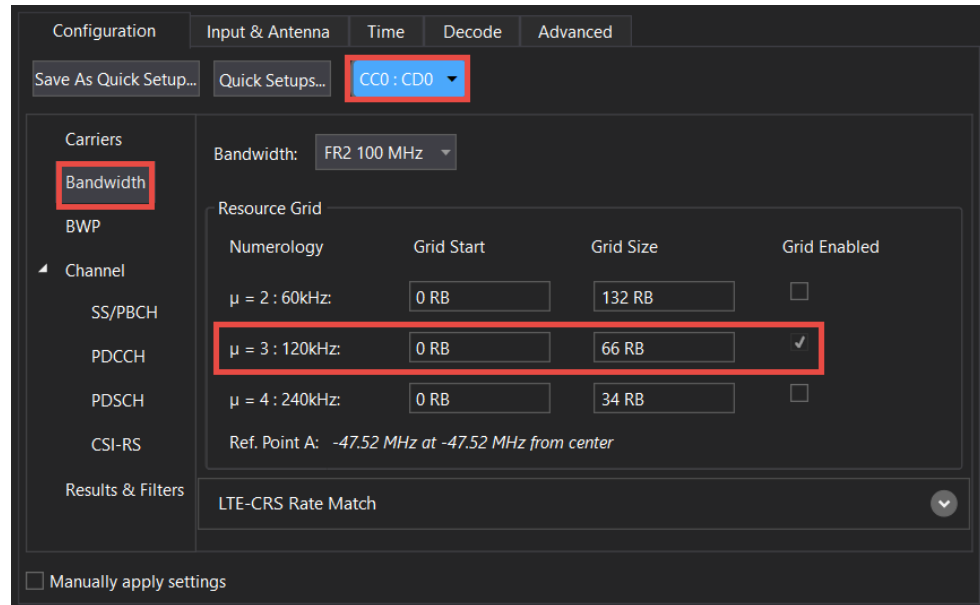 Configuration Input & Antenna Time Decode Advanced
Save As Quick Setup... Quick Setups... CC0 : CD0
Carriers
Bandwidth
BWP
Channel
SS/PBCH
PDCCH
PDSCH
CSI-RS
Results & Filters
Bandwidth: FR2 100 MHz
Resource Grid
Numerology Grid Start Grid Size Grid Enabled
μ = 2 : 60kHz: 0 RB 132 RB
μ = 3 : 120kHz: 0 RB 66 RB
μ = 4 : 240kHz: 0 RB 34 RB
Ref. Point A: -47.52 MHz at -47.52 MHz from center
LTE-CRS Rate Match
Manually apply settings